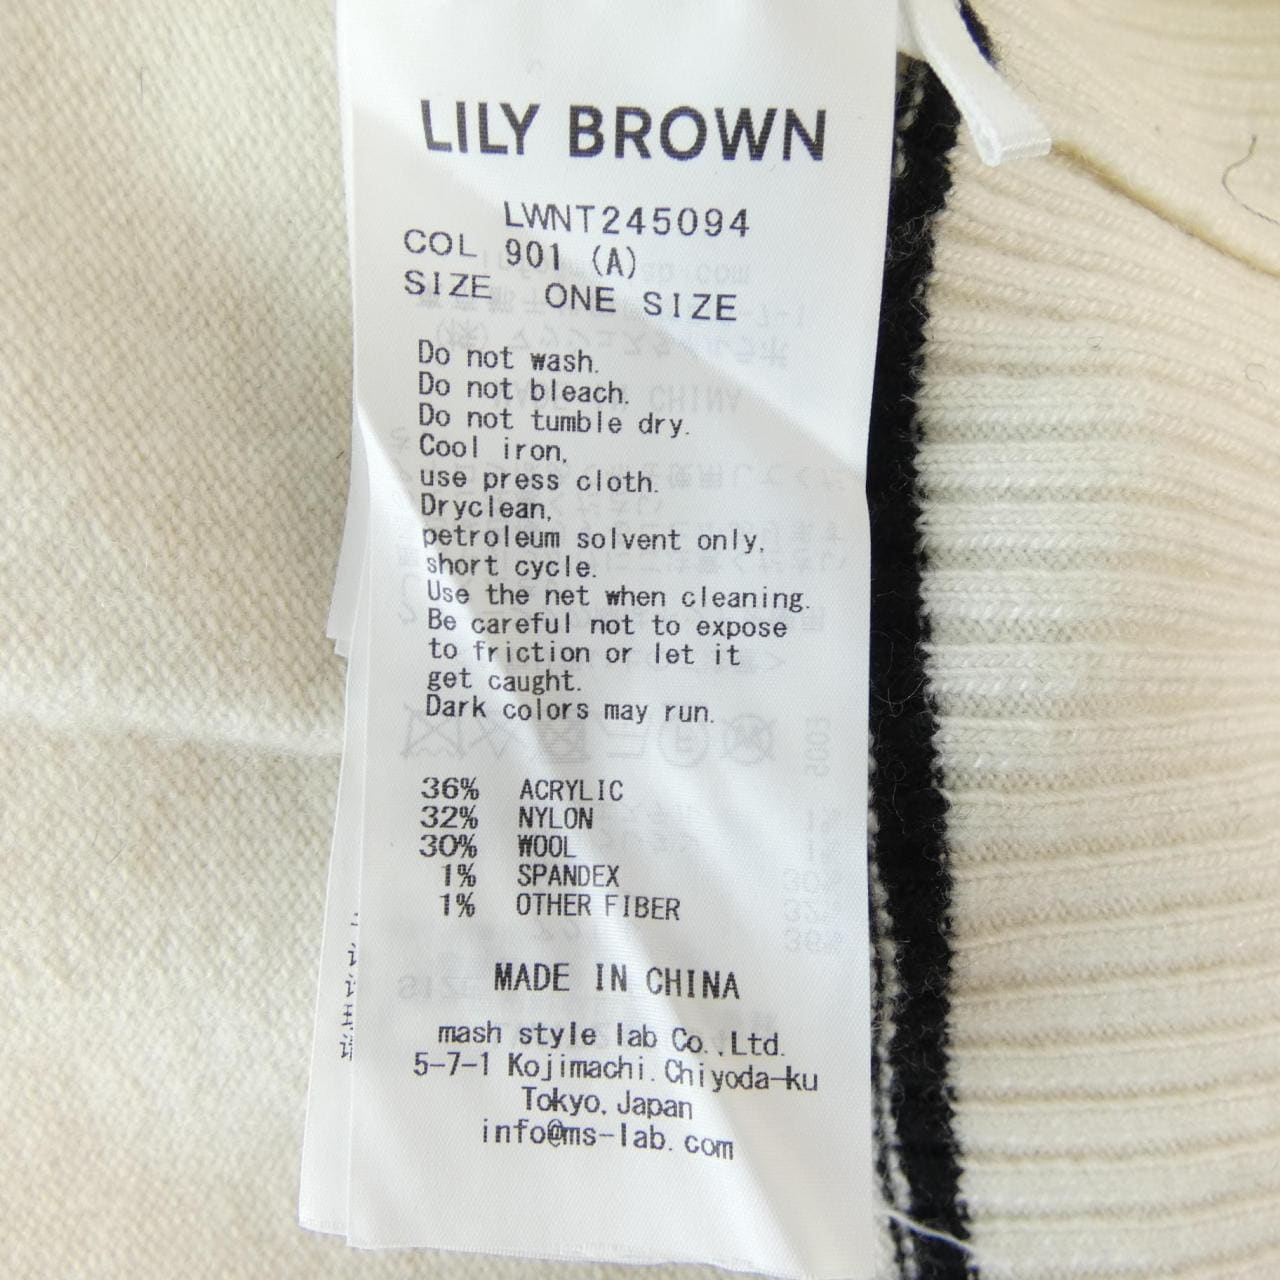 LILY BROWN
LWNT245094
COL 901 (A)
SIZE ONE SIZE
Do not wash.
Do not bleach.
Do not tumble dry.
Cool iron,
use press cloth.
Dryclean,
petroleum solvent only,
short cycle.
Use the net when cleaning.
Be careful not to expose
to friction or let it
get caught.
Dark colors may run.
36% ACRYLIC
32% NYLON
30% WOOL
1% SPANDEX
1% OTHER FIBER
MADE IN CHINA
mash style lab Co.,Ltd.
5-7-1 Kojimachi.Chiyoda-ku
Tokyo, Japan
info@ms-lab.com